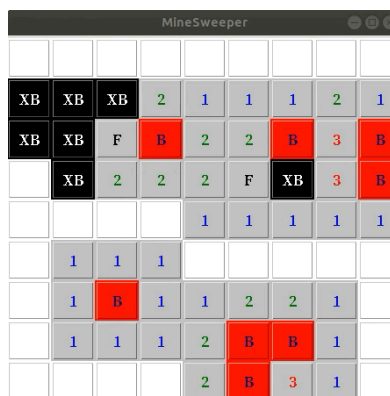 MineSweeper
XB XB XB 2 1 1 1 2 1
XB XB F B 2 2 B 3 B
XB 2 2 2 F XB 3 B
1 1 1 1 1
1 1 1
1 B 1 1 2 2 1
1 1 1 2 B B 1
2 B 3 1